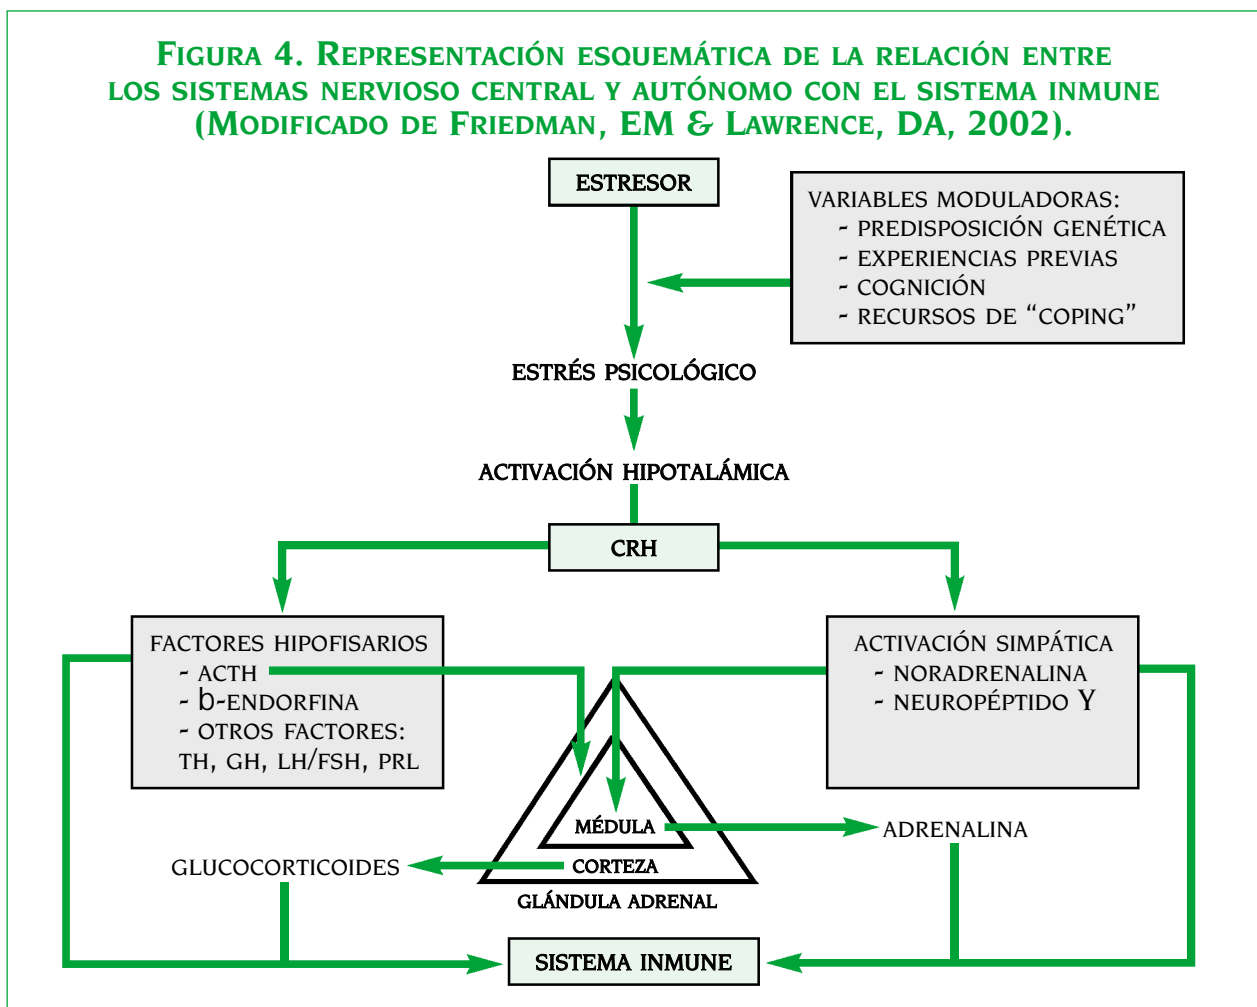 FIGURA 4. REPRESENTACIÓN ESQUEMÁTICA DE LA RELACIÓN ENTRE
LOS SISTEMAS NERVIOSO CENTRAL Y AUTÓNOMO CON EL SISTEMA INMUNE
(MODIFICADO DE FRIEDMAN, EM & LAWRENCE, DA, 2002).
ESTRESOR
VARIABLES MODULADORAS:
- PREDISPOSICIÓN GENÉTICA
- EXPERIENCIAS PREVIAS
- COGNICIÓN
- RECURSOS DE “COPING”
ESTRÉS PSICOLÓGICO
ACTIVACIÓN HIPOTALÁMICA
CRH
FACTORES HIPOFISARIOS
- ACTH
- b-ENDORFINA
- OTROS FACTORES:
TH, GH, LH/FSH, PRL
ACTIVACIÓN SIMPÁTICA
- NORADRENALINA
- NEUROPÉPTIDO Y
MÉDULA
ADRENALINA
GLUCOCORTICOIDES
CORTEZA
GLÁNDULA ADRENAL
SISTEMA INMUNE